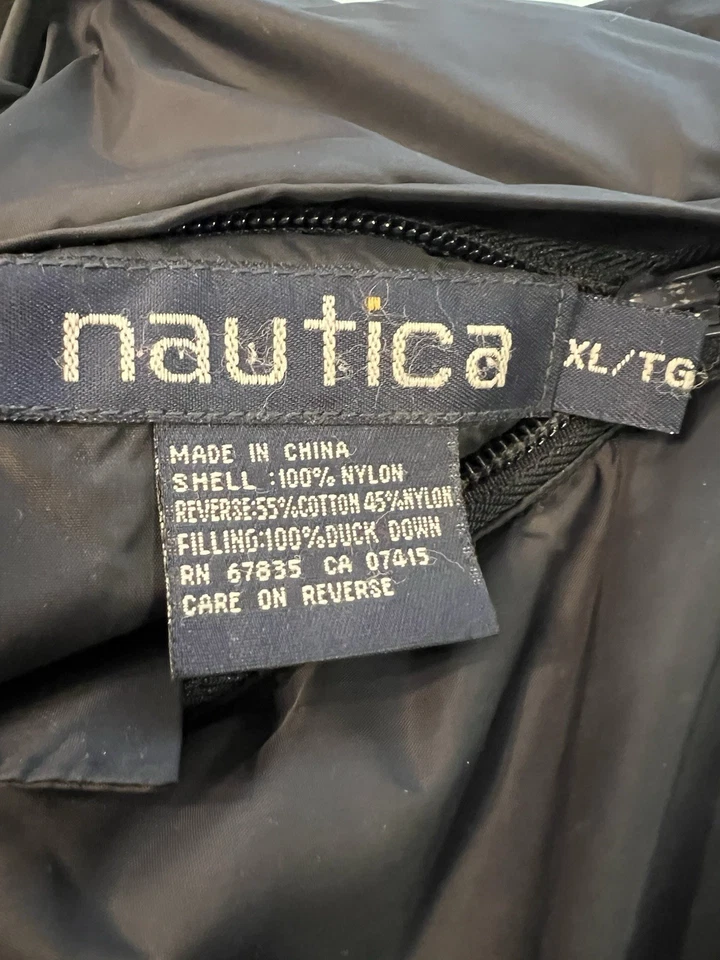 nautica
XL/TG
MADE IN CHINA
SHELL :100% NYLON
REVERSE:55%COTTON 45%NYLON
FILLING:100%DUCK DOWN
RN 67835 CA 07415
CARE ON REVERSE